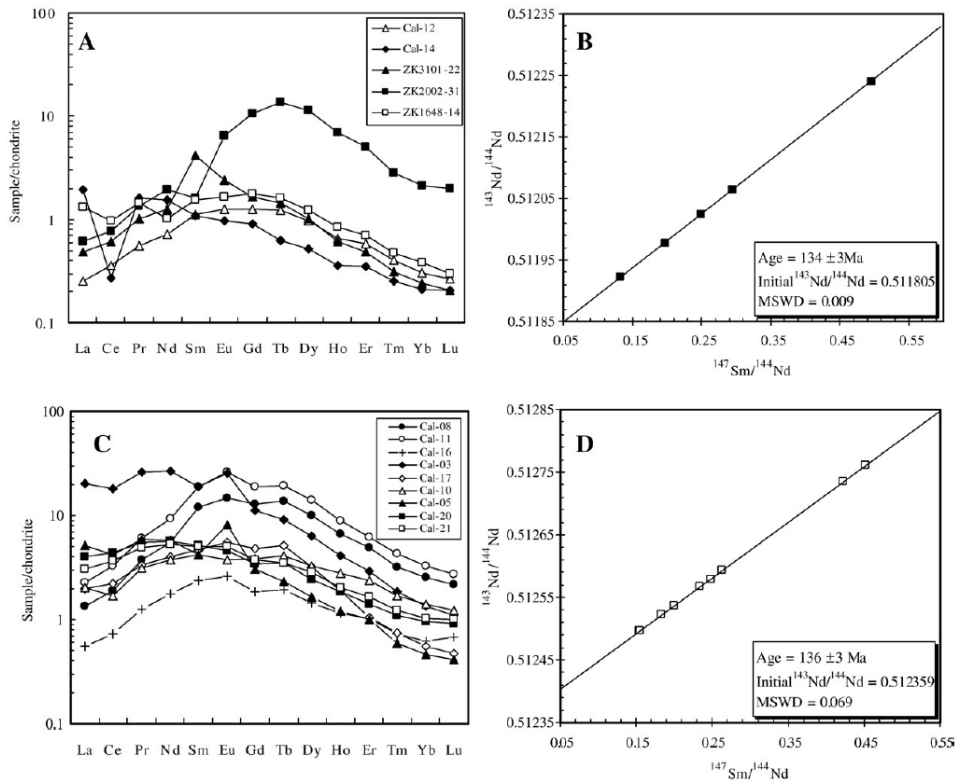 A
Sample/chondrite
100
10
1
0.1
La Ce Pr Nd Sm Eu Gd Tb Dy Ho Er Tm Yb Lu
Cal-12
Cal-14
ZK3101-22
ZK2002-31
ZK1648-14
B
143Nd/144Nd
0.51235
0.51225
0.51215
0.51205
0.51195
0.51185
0.05 0.15 0.25 0.35 0.45 0.55
147Sm/144Nd
Age = 134 ±3Ma
Initial143Nd/144Nd = 0.511805
MSWD = 0.009
C
Sample/chondrite
100
10
1
0.1
La Ce Pr Nd Sm Eu Gd Tb Dy Ho Er Tm Yb Lu
Cal-08
Cal-11
Cal-16
Cal-03
Cal-17
Cal-10
Cal-05
Cal-20
Cal-21
D
143Nd/144Nd
0.51285
0.51275
0.51265
0.51255
0.51245
0.51235
0.05 0.15 0.25 0.35 0.45 0.55
147Sm/144Nd
Age = 136 ±3 Ma
Initial143Nd/144Nd = 0.512359
MSWD = 0.069